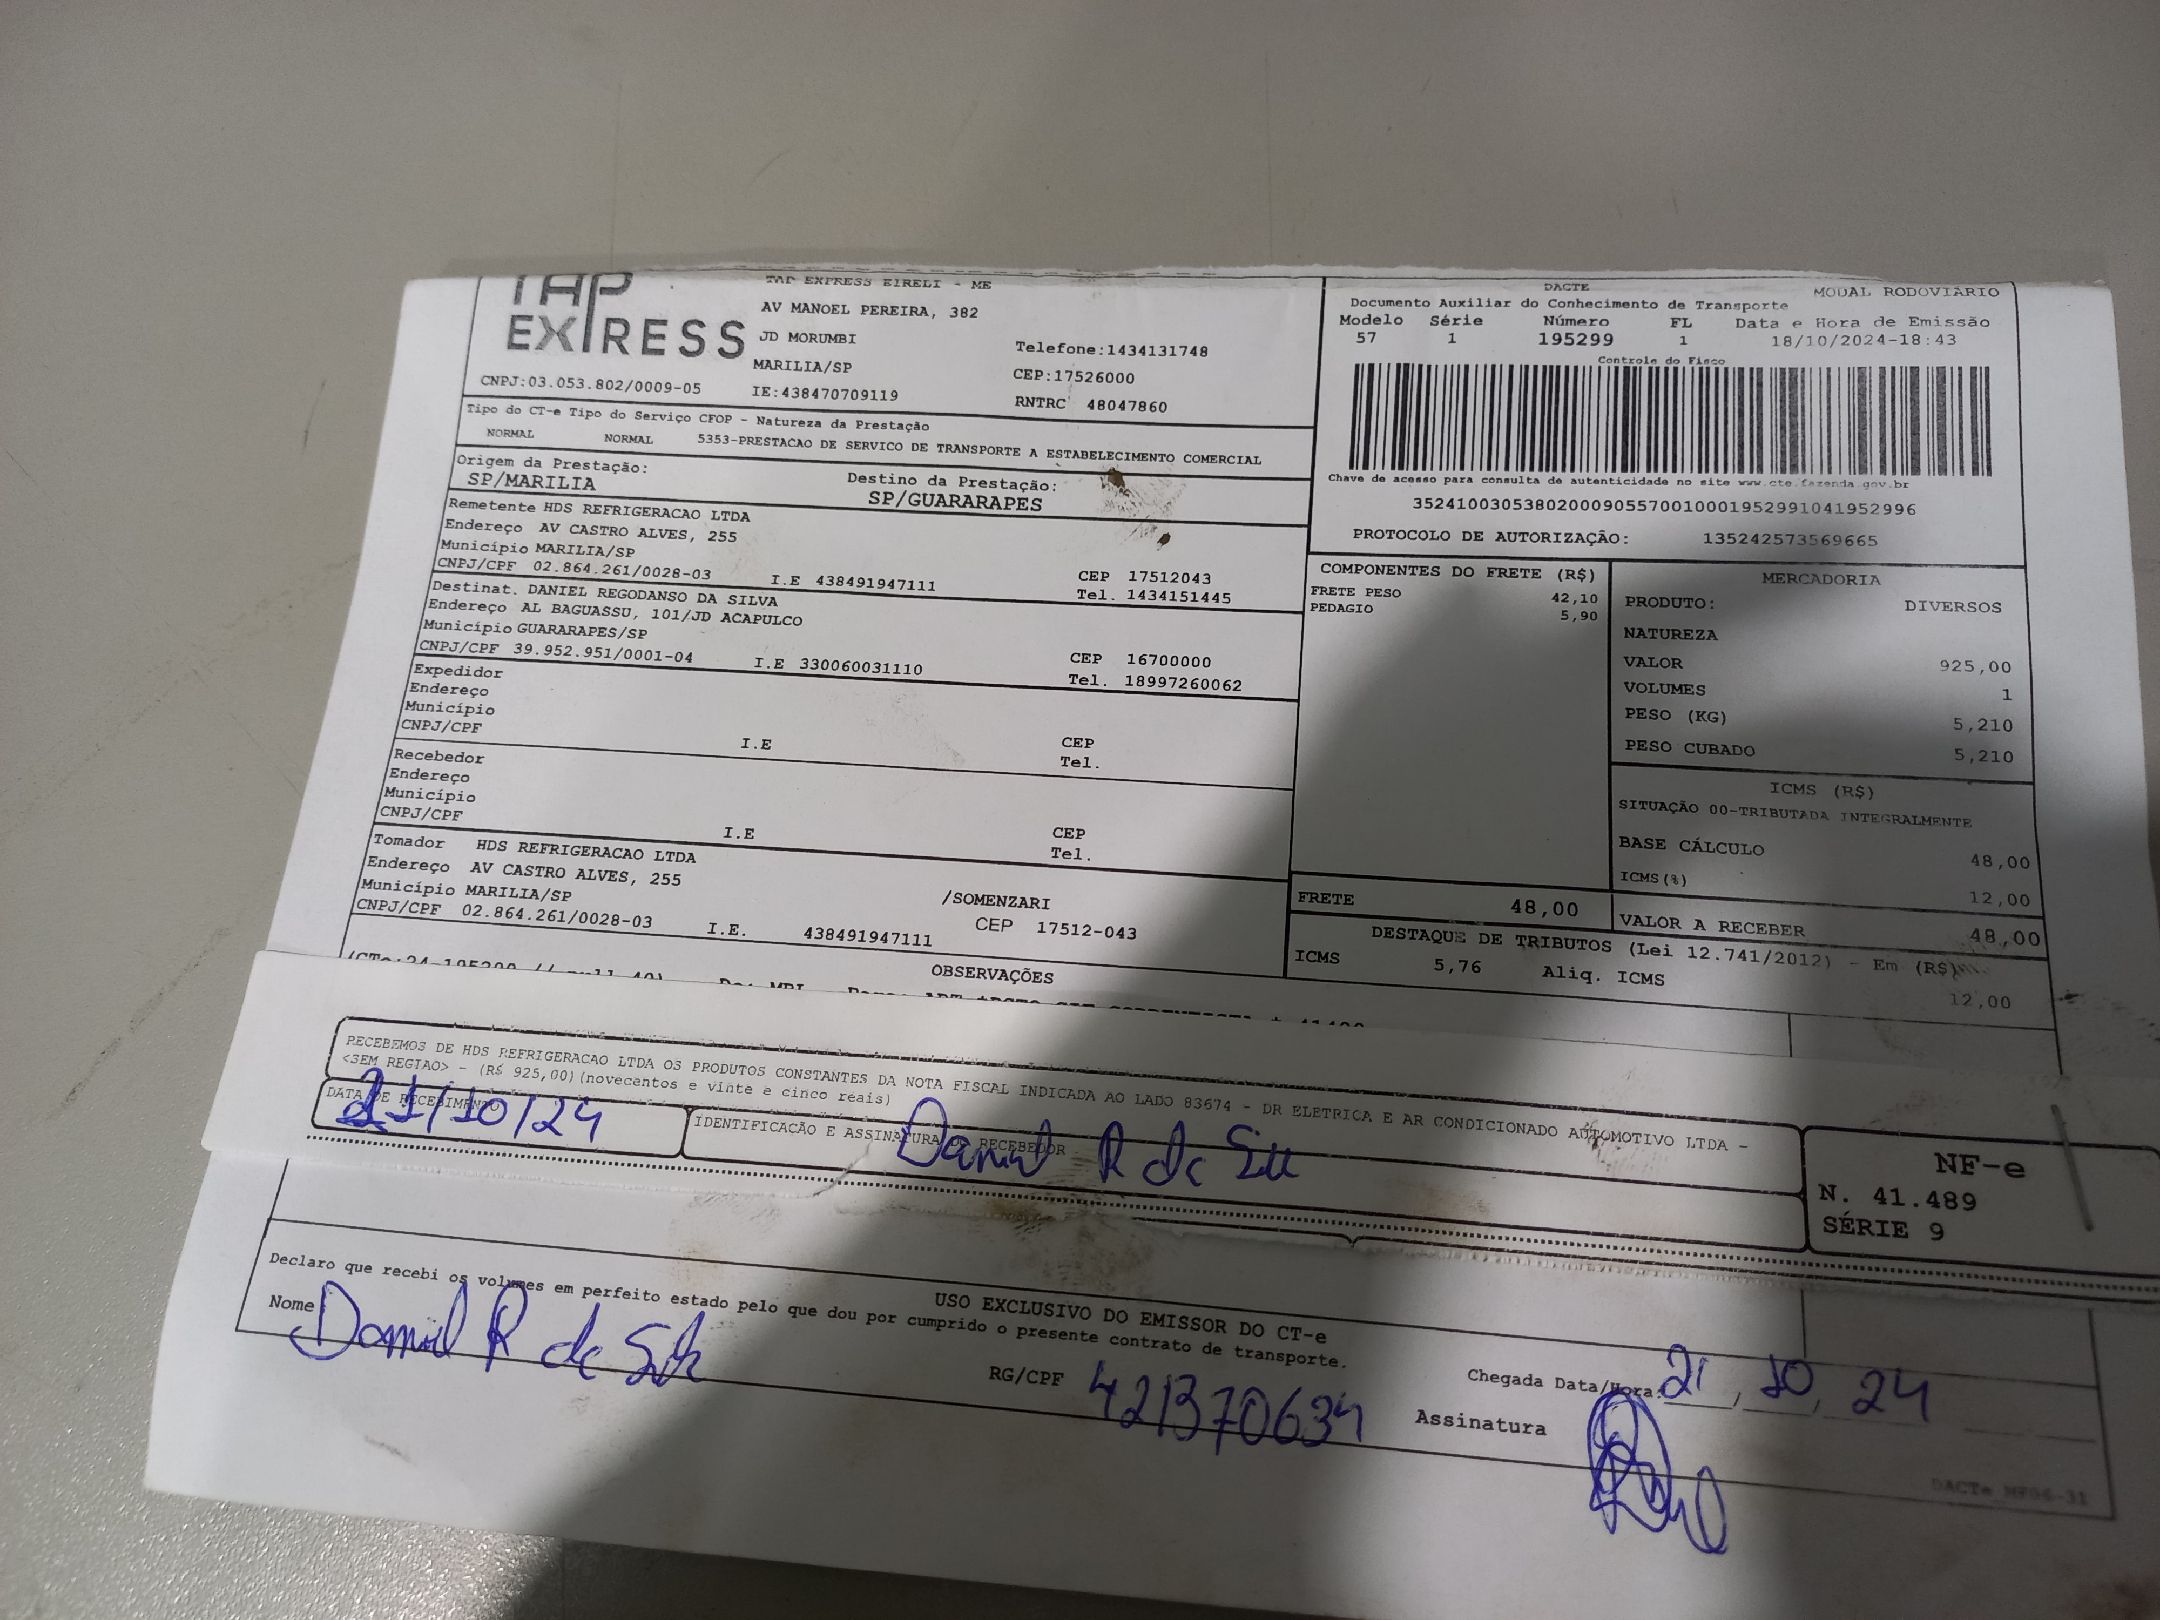 TAP EXPRESS
TAP EXPRESS EIRELI - ME
AV MANOEL PEREIRA, 382
JD MORUMBI
Telefone:1434131748
MARILIA/SP
CEP:17526000
CNPJ:03.053.802/0009-05
IE:438470709119
RNTRC 48047860
DACTE
MODAL RODOVIÁRIO
Documento Auxiliar do Conhecimento de Transporte
Modelo Série Número FL Data e Hora de Emissão
57 1 195299 1 18/10/2024-18:43
Controle do Fisco
Chave de acesso para consulta de autenticidade no site www.cte.fazenda.gov.br
35241003053802000905570010001952991041952996
PROTOCOLO DE AUTORIZAÇÃO: 135242573569665
Tipo do CT-e Tipo do Serviço CFOP - Natureza da Prestação
NORMAL NORMAL 5353-PRESTACAO DE SERVICO DE TRANSPORTE A ESTABELECIMENTO COMERCIAL
Origem da Prestação: Destino da Prestação:
SP/MARILIA SP/GUARARAPES
Remetente HDS REFRIGERACAO LTDA
Endereço AV CASTRO ALVES, 255
Município MARILIA/SP CEP 17512043
CNPJ/CPF 02.864.261/0028-03 I.E 438491947111 Tel. 1434151445
Destinat. DANIEL REGODANSO DA SILVA
Endereço AL BAGUASSU, 101/JD ACAPULCO
Município GUARARAPES/SP CEP 16700000
CNPJ/CPF 39.952.951/0001-04 I.E 330060031110 Tel. 18997260062
Expedidor
Endereço
Município CEP
CNPJ/CPF I.E Tel.
Recebedor
Endereço
Município CEP
CNPJ/CPF I.E Tel.
Tomador HDS REFRIGERACAO LTDA
Endereço AV CASTRO ALVES, 255 /SOMENZARI
Município MARILIA/SP CEP 17512-043
CNPJ/CPF 02.864.261/0028-03 I.E. 438491947111
COMPONENTES DO FRETE (R$)
FRETE PESO 42,10
PEDAGIO 5,90
FRETE 48,00
MERCADORIA
PRODUTO: DIVERSOS
NATUREZA
VALOR 925,00
VOLUMES 1
PESO (KG) 5,210
PESO CUBADO 5,210
ICMS (R$)
SITUAÇÃO 00-TRIBUTADA INTEGRALMENTE
BASE CÁLCULO 48,00
ICMS(%) 12,00
VALOR A RECEBER 48,00
DESTAQUE DE TRIBUTOS (Lei 12.741/2012) - Em (R$)
ICMS 5,76 Aliq. ICMS 12,00
OBSERVAÇÕES
RECEBEMOS DE HDS REFRIGERACAO LTDA OS PRODUTOS CONSTANTES DA NOTA FISCAL INDICADA AO LADO 83674 - DR ELETRICA E AR CONDICIONADO AUTOMOTIVO LTDA -
<SEM REGIAO> - (R$ 925,00)(novecentos e vinte e cinco reais)
DATA DE RECEBIMENTO
21/10/24
IDENTIFICACÃO E ASSINATURA DO RECEBEDOR
Daniel R da
NF-e
N. 41.489
SÉRIE 9
USO EXCLUSIVO DO EMISSOR DO CT-e
Declaro que recebi os volumes em perfeito estado pelo que dou por cumprido o presente contrato de transporte.
Nome Daniel R da
RG/CPF 421370634
Chegada Data/Hora: 21, 10, 24
Assinatura